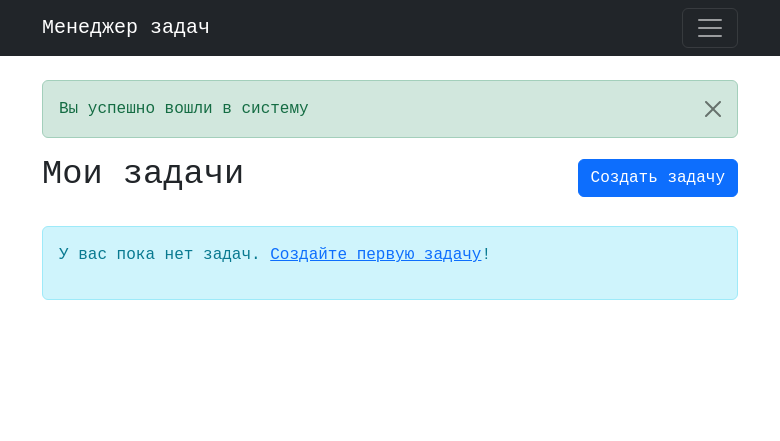 Менеджер задач
Вы успешно вошли в систему
Мои задачи
Создать задачу
У вас пока нет задач. Создайте первую задачу!